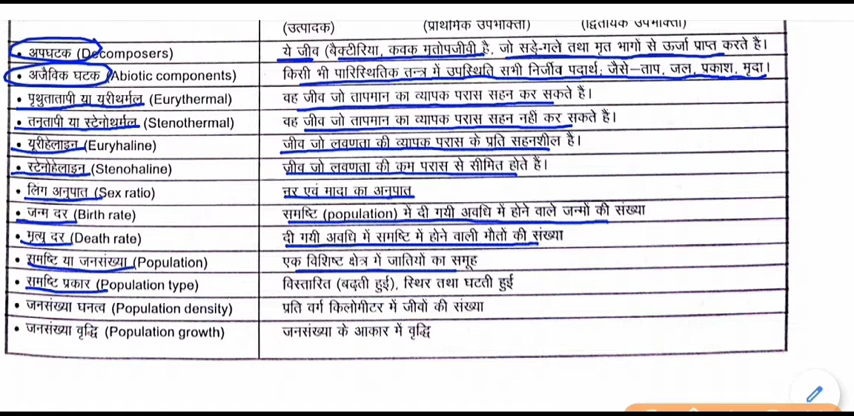 (उत्पादक) (प्राथमिक उपभोक्ता) (द्वितीयक उपभोक्ता)
• अपघटक (Decomposers) ये जीव (बैक्टीरिया, कवक मृतोपजीवी है, जो सड़े-गले तथा मृत भागों से ऊर्जा प्राप्त करते है।
• अजैविक घटक (Abiotic components) किसी भी पारिस्थितिक तन्त्र में उपस्थिति सभी निर्जीव पदार्थ; जैसे–ताप, जल, प्रकाश, मृदा।
• पृथुतापी या यूरीथर्मल (Eurythermal) वह जीव जो तापमान का व्यापक परास सहन कर सकते है।
• तनुतापी या स्टेनोथर्मल (Stenothermal) वह जीव जो तापमान का व्यापक परास सहन नहीं कर सकते है।
• यूरीहेलाइन (Euryhaline) जीव जो लवणता की व्यापक परास के प्रति सहनशील है।
• स्टेनोहेलाइन (Stenohaline) जीव जो लवणता की कम परास से सीमित होते है।
• लिंग अनुपात (Sex ratio) नर एवं मादा का अनुपात
• जन्म दर (Birth rate) समष्टि (population) में दी गयी अवधि में होने वाले जन्मों की संख्या
• मृत्यु दर (Death rate) दी गयी अवधि में समष्टि में होने वाली मौतों की संख्या
• समष्टि या जनसंख्या (Population) एक विशिष्ट क्षेत्र में जातियों का समूह
• समष्टि प्रकार (Population type) विस्तारित (बढ़ती हुई), स्थिर तथा घटती हुई
• जनसंख्या घनत्व (Population density) प्रति वर्ग किलोमीटर में जीवों की संख्या
• जनसंख्या वृद्धि (Population growth) जनसंख्या के आकार में वृद्धि